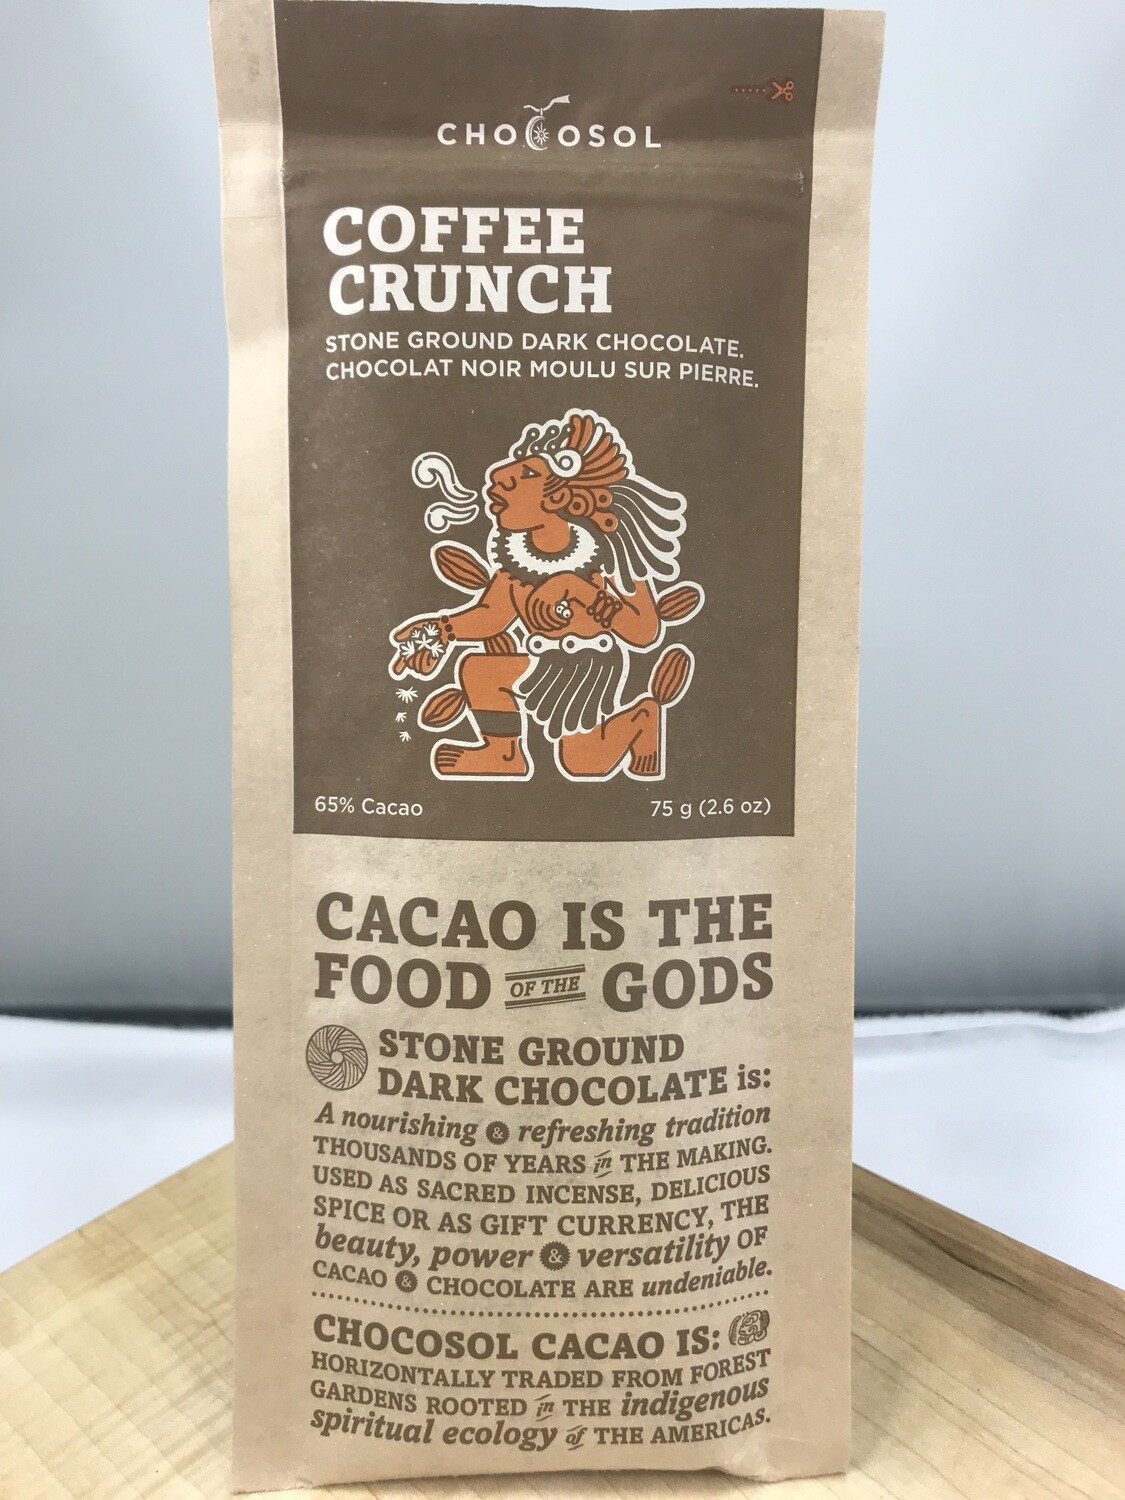 CHOCOSOL
COFFEE
CRUNCH
STONE GROUND DARK CHOCOLATE.
CHOCOLAT NOIR MOULU SUR PIERRE.
65% Cacao
75 g (2.6 oz)
CACAO IS THE
FOOD OF THE GODS
STONE GROUND
DARK CHOCOLATE is:
A nourishing & refreshing tradition
THOUSANDS OF YEARS in THE MAKING.
USED AS SACRED INCENSE, DELICIOUS
SPICE OR AS GIFT CURRENCY, THE
beauty, power & versatility OF
CACAO & CHOCOLATE ARE undeniable.
CHOCOSOL CACAO IS:
HORIZONTALLY TRADED FROM FOREST
GARDENS ROOTED in THE indigenous
spiritual ecology of THE AMERICAS.